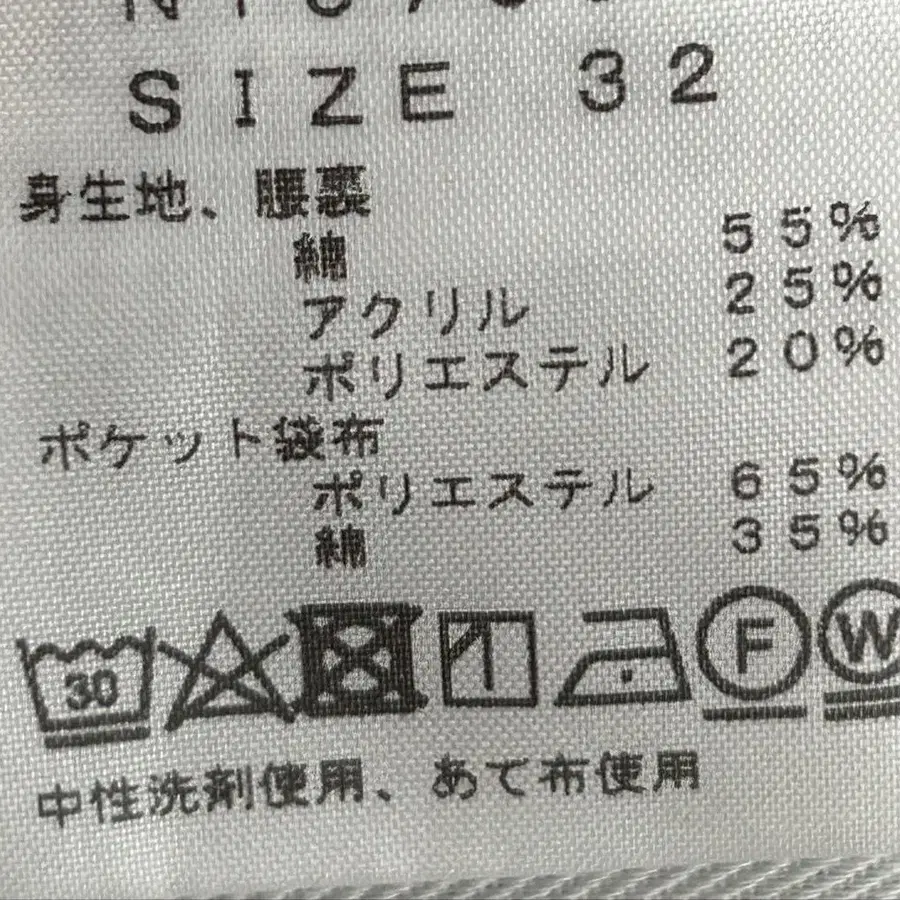 SIZE 32
身生地、腰裏
綿 55%
アクリル 25%
ポリエステル 20%
ポケット袋布
ポリエステル 65%
綿 35%
30 F W
中性洗剤使用、あて布使用